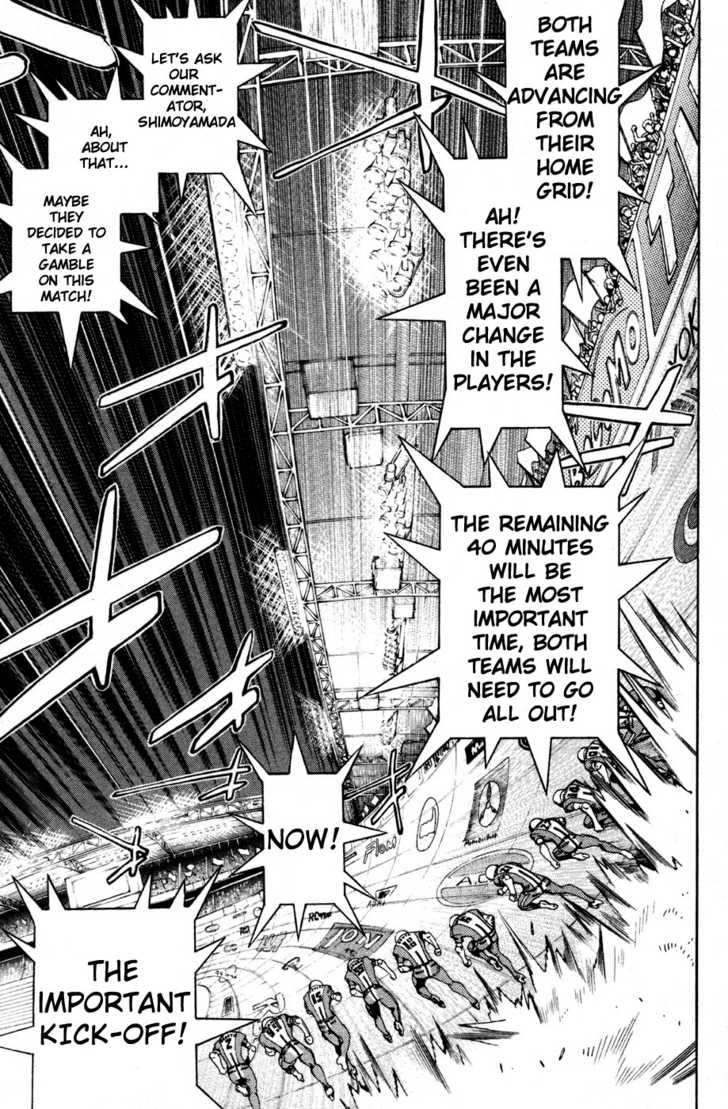 BOTH
TEAMS
ARE
ADVANCING
FROM
THEIR
HOME
GRID!
AH!
THERE'S
EVEN
BEEN A
MAJOR
CHANGE
IN THE
PLAYERS!
LET'S ASK
OUR
COMMENT-
ATOR,
SHIMOYAMADA
AH,
ABOUT
THAT...
MAYBE
THEY
DECIDED TO
TAKE A
GAMBLE
ON THIS
MATCH!
THE REMAINING
40 MINUTES
WILL BE
THE MOST
IMPORTANT
TIME, BOTH
TEAMS WILL
NEED TO GO
ALL OUT!
NOW!
THE
IMPORTANT
KICK-OFF!
Flow
15
2